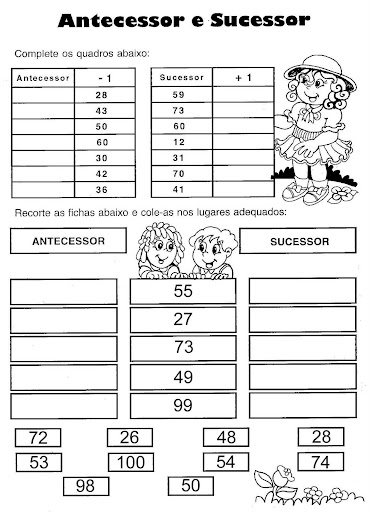 Antecessor e Sucessor
Complete os quadros abaixo:
Antecessor - 1
28
43
50
60
30
42
36
Sucessor + 1
59
73
60
12
31
70
41
Recorte as fichas abaixo e cole-as nos lugares adequados:
ANTECESSOR SUCESSOR
55
27
73
49
99
72 26 48 28
53 100 54 74
98 50